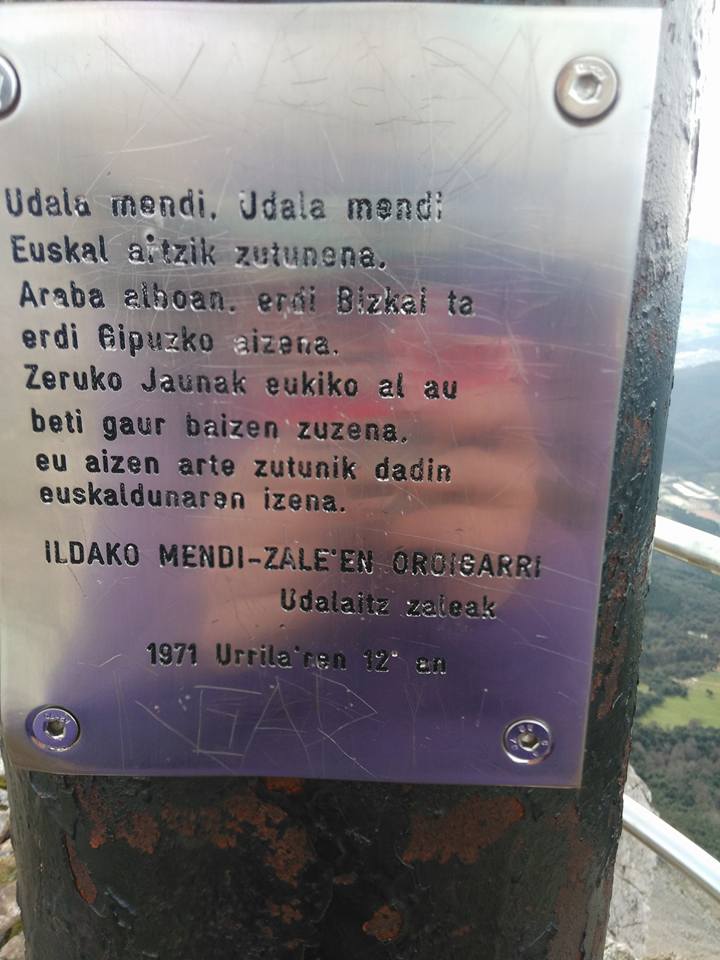 Udala mendi, Udala mendi
Euskal aitzik zutunena.
Araba alboan, erdi Bizkai ta
erdi Gipuzko aizena.
Zeruko Jaunak eukiko al au
beti gaur baizen zuzena,
eu aizen arte zutunik dadin
euskaldunaren izena.
ILDAKO MENDI-ZALE'EN OROIGARRI
Udalaitz zaleak
1971 Urrila'ren 12'an